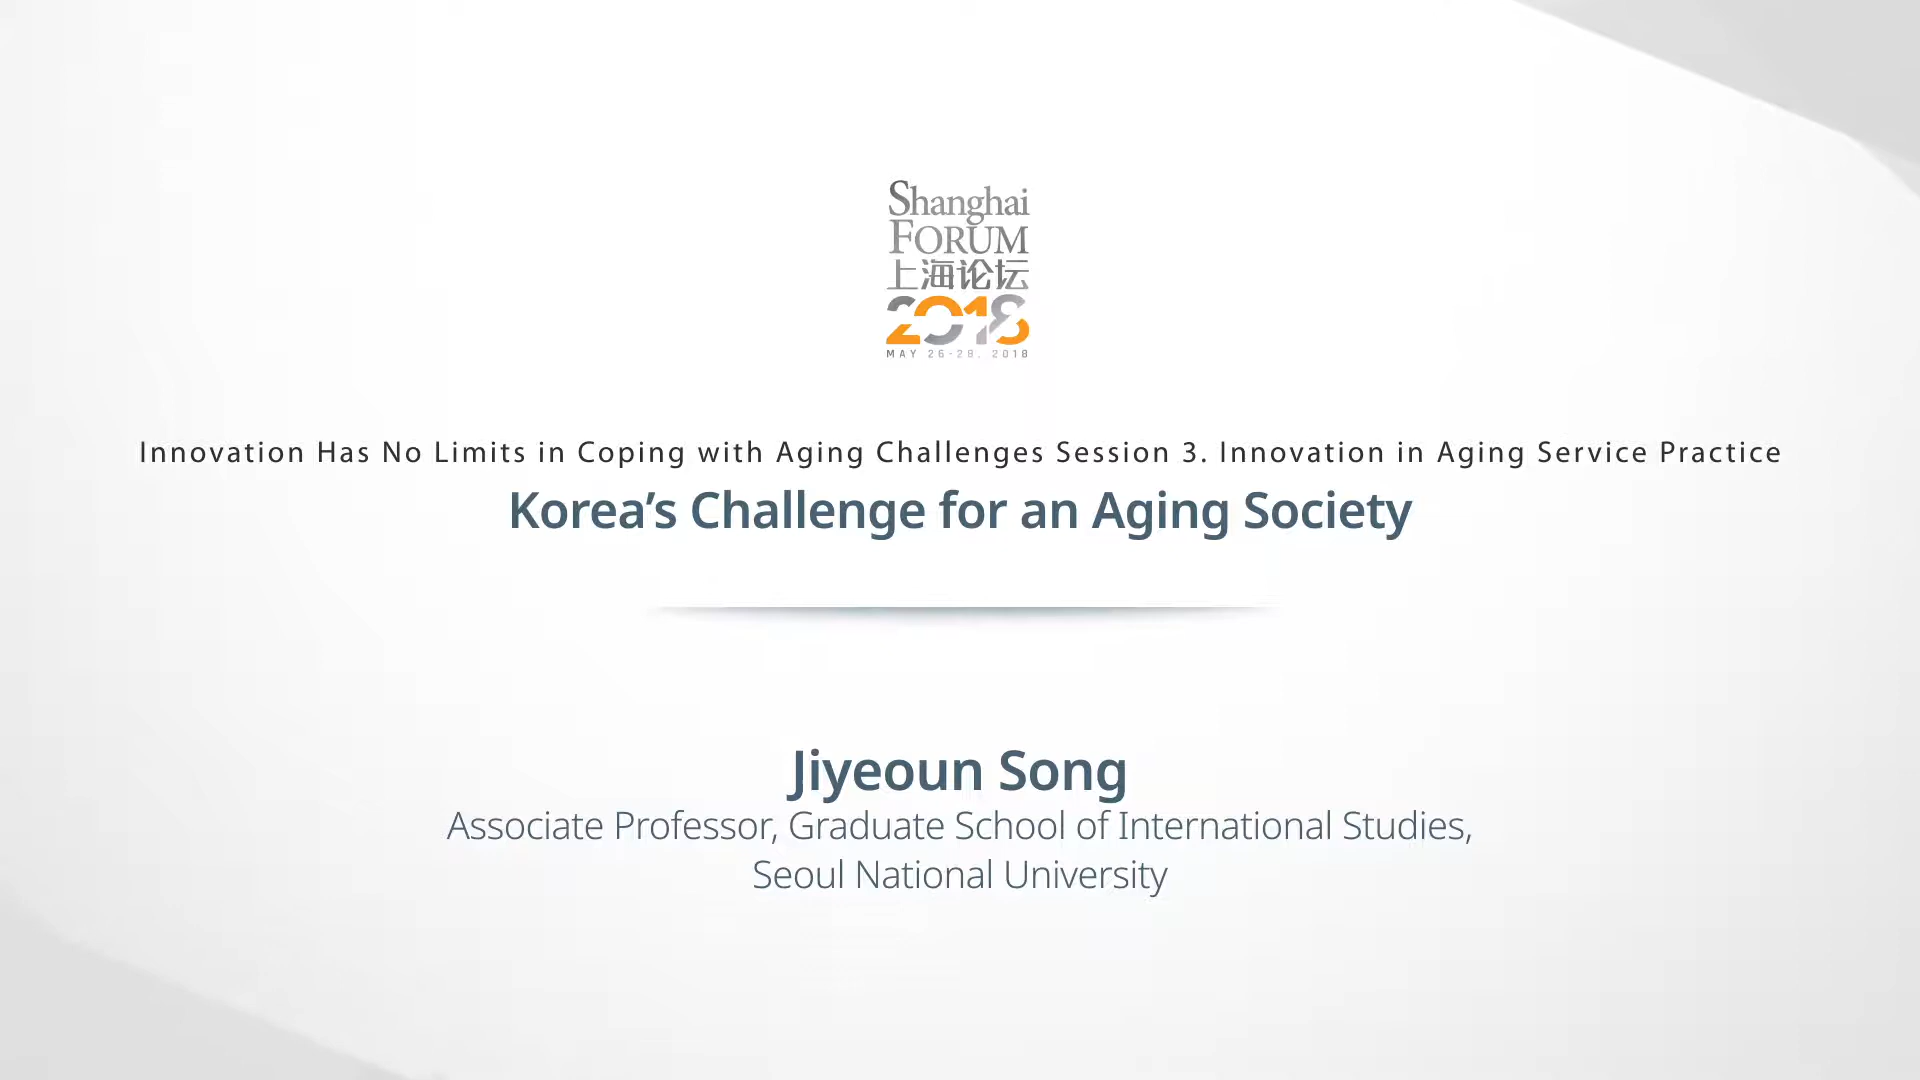 Shanghai
FORUM
上海论坛
2018
MAY 26-28, 2018
Innovation Has No Limits in Coping with Aging Challenges Session 3. Innovation in Aging Service Practice
Korea’s Challenge for an Aging Society
Jiyeoun Song
Associate Professor, Graduate School of International Studies,
Seoul National University